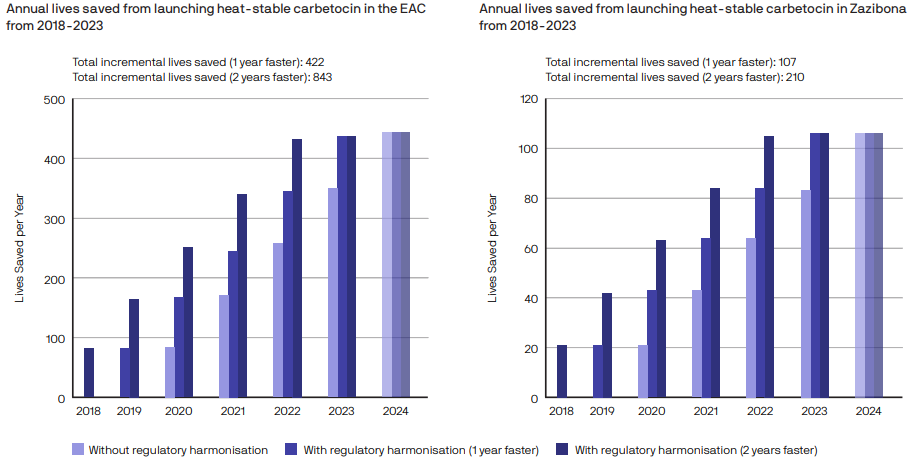 Annual lives saved from launching heat-stable carbetocin in the EAC
from 2018-2023
Total incremental lives saved (1 year faster): 422
Total incremental lives saved (2 years faster): 843
500
400
300
200
100
0
Lives Saved per Year
2018 2019 2020 2021 2022 2023 2024
Annual lives saved from launching heat-stable carbetocin in Zazibona
from 2018-2023
Total incremental lives saved (1 year faster): 107
Total incremental lives saved (2 years faster): 210
120
100
80
60
40
20
0
Lives Saved per Year
2018 2019 2020 2021 2022 2023 2024
Without regulatory harmonisation With regulatory harmonisation (1 year faster) With regulatory harmonisation (2 years faster)